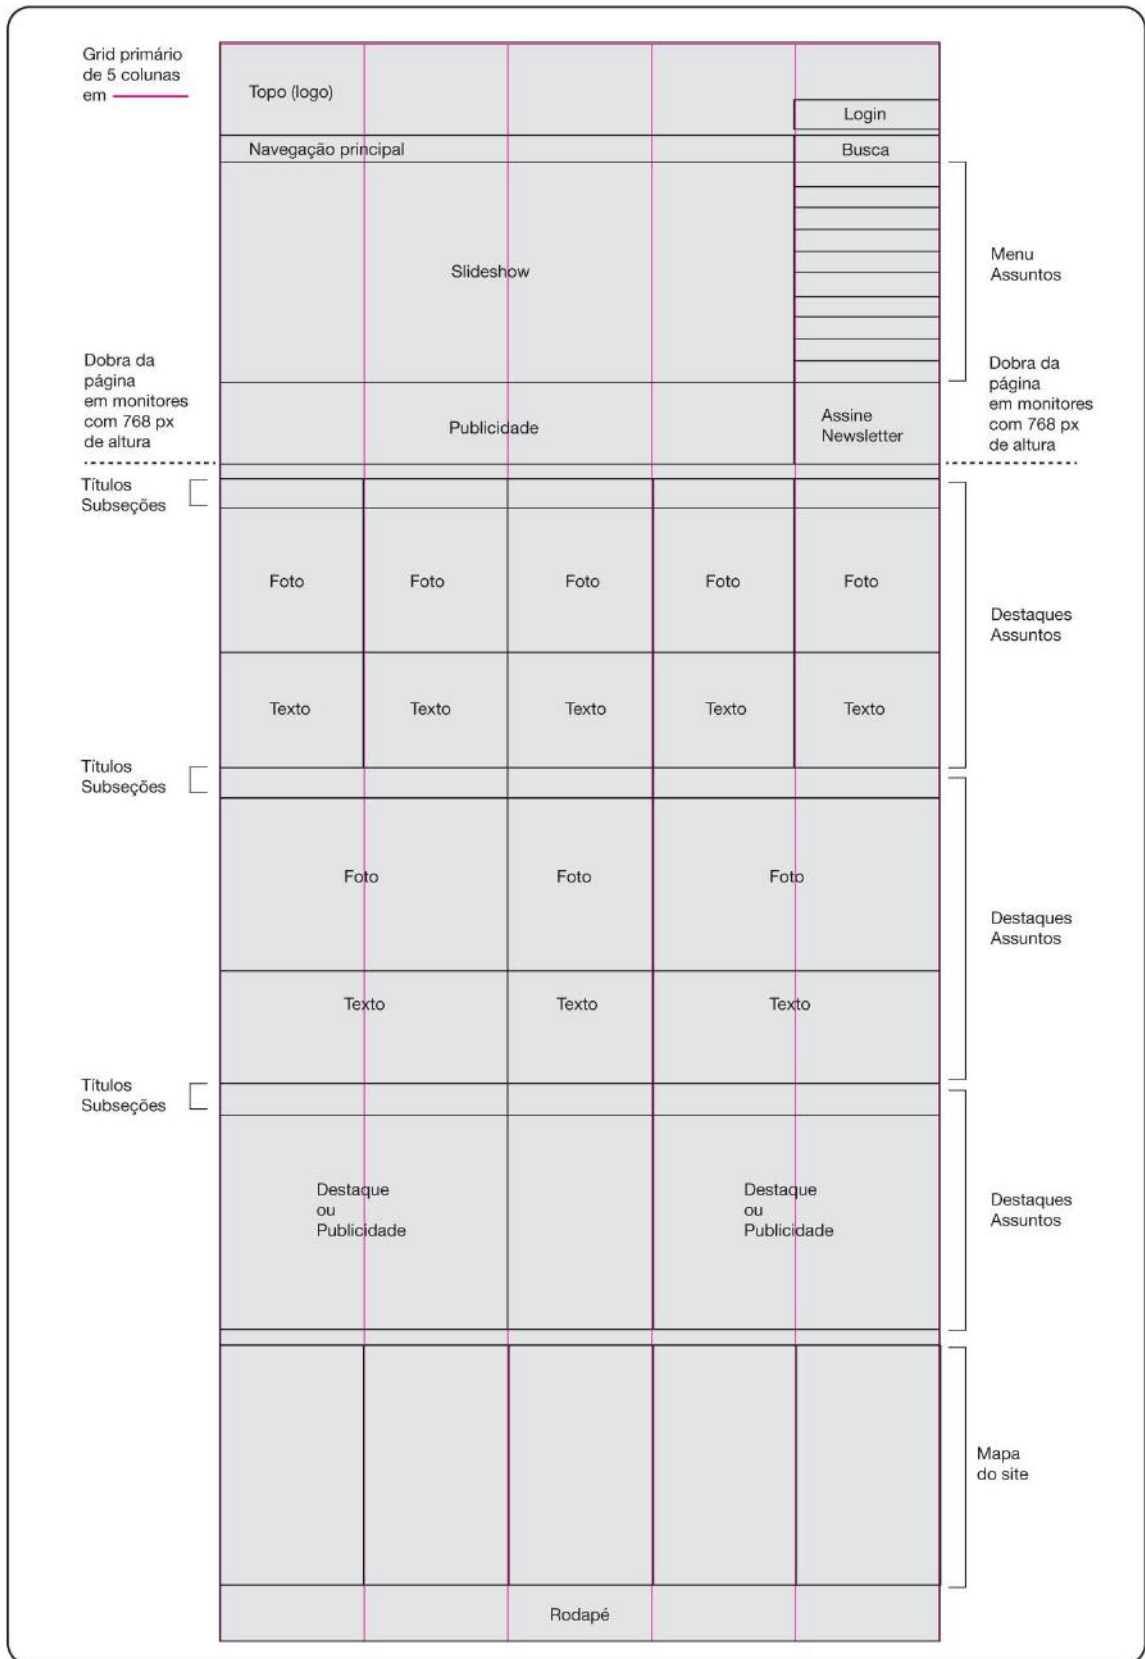 Grid primário
de 5 colunas
em
Topo (logo)
Login
Navegação principal
Busca
Slideshow
Menu
Assuntos
Dobra da
página
em monitores
com 768 px
de altura
Publicidade
Assine
Newsletter
Dobra da
página
em monitores
com 768 px
de altura
Títulos
Subseções
Foto
Foto
Foto
Foto
Foto
Destaques
Assuntos
Texto
Texto
Texto
Texto
Texto
Títulos
Subseções
Foto
Foto
Foto
Destaques
Assuntos
Texto
Texto
Texto
Títulos
Subseções
Destaque
ou
Publicidade
Destaque
ou
Publicidade
Destaques
Assuntos
Mapa
do site
Rodapé